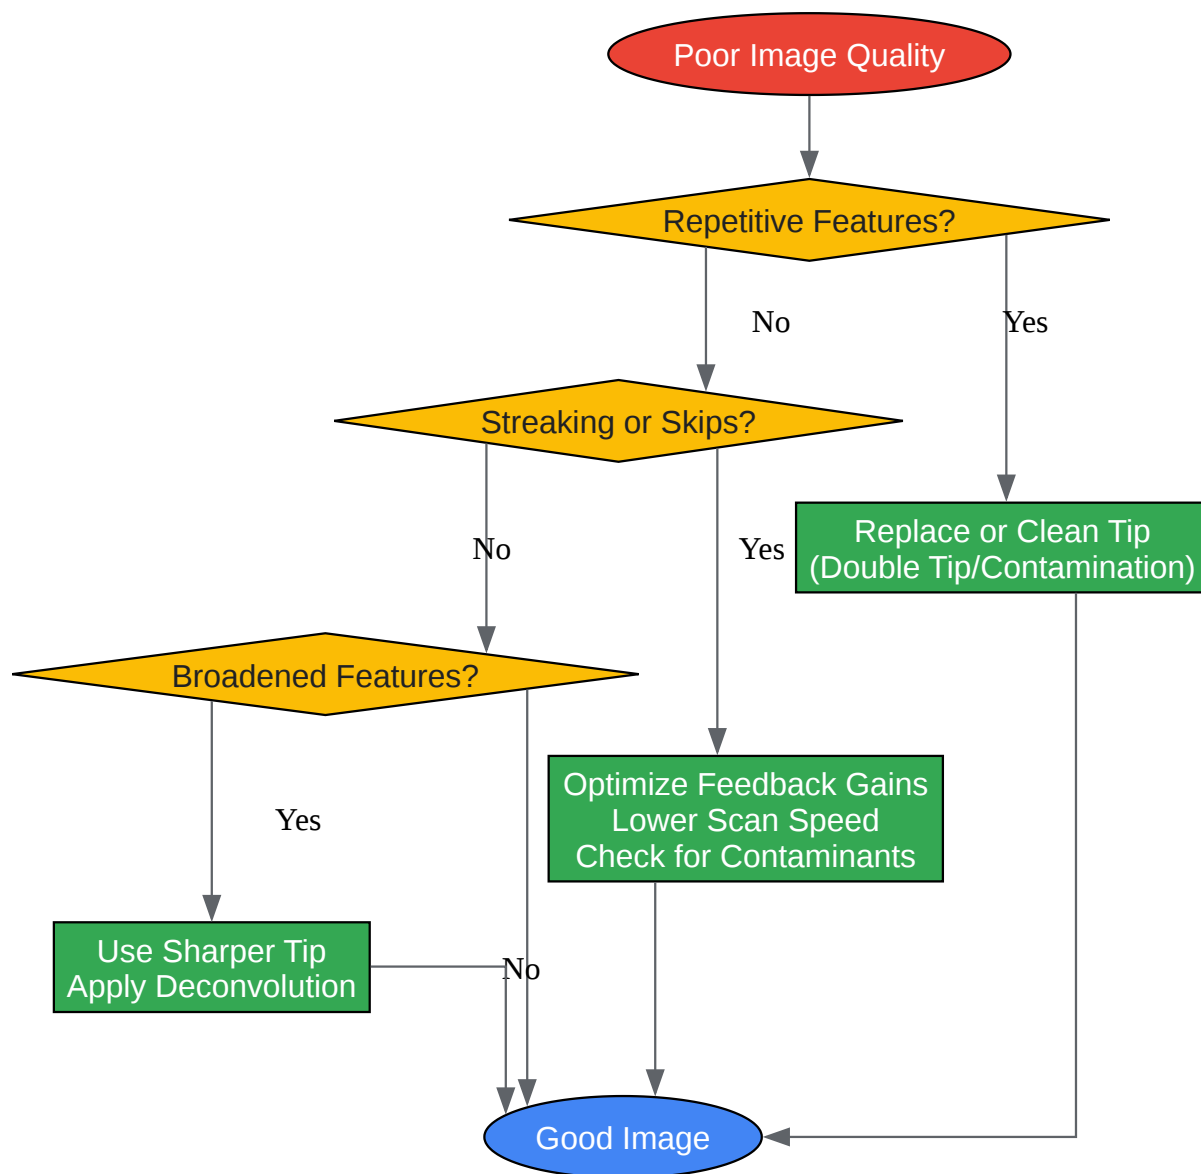 Poor Image Quality
Repetitive Features?
No
Yes
Streaking or Skips?
Replace or Clean Tip
(Double Tip/Contamination)
No
Yes
Broadened Features?
Optimize Feedback Gains
Lower Scan Speed
Check for Contaminants
Yes
Use Sharper Tip
Apply Deconvolution
No
Good Image